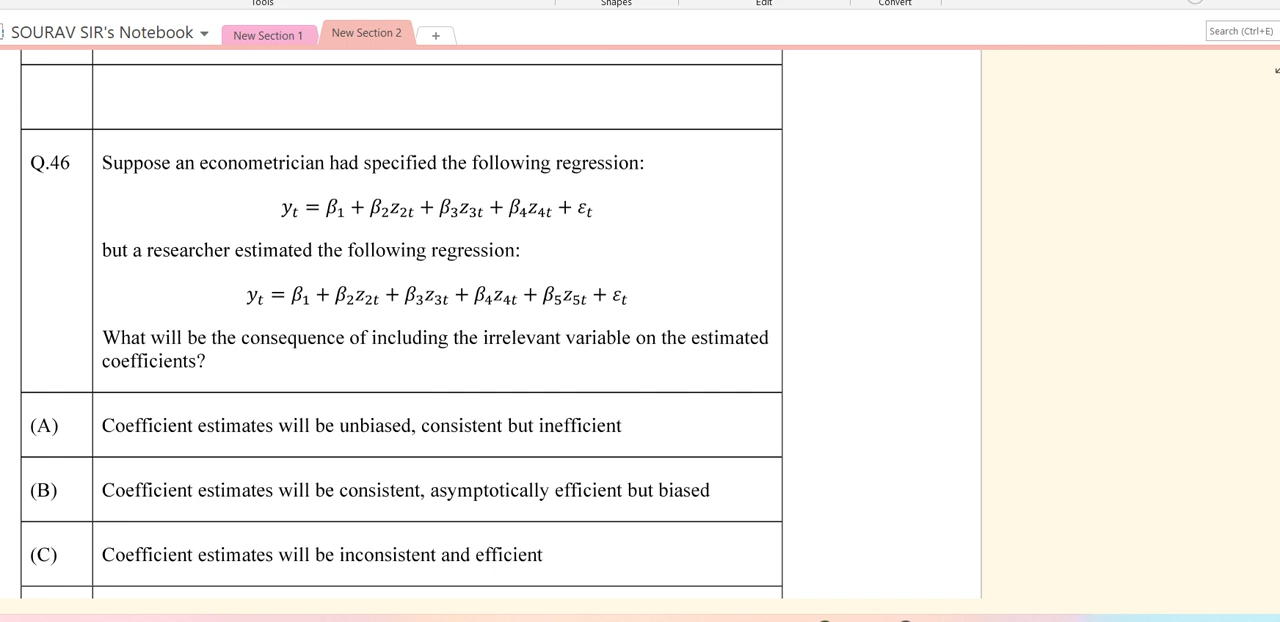 Tools Shapes Edit Convert
SOURAV SIR's Notebook New Section 1 New Section 2 + Search (Ctrl+E)
Q.46 Suppose an econometrician had specified the following regression:
yₜ = β₁ + β₂z₂ₜ + β₃z₃ₜ + β₄z₄ₜ + εₜ
but a researcher estimated the following regression:
yₜ = β₁ + β₂z₂ₜ + β₃z₃ₜ + β₄z₄ₜ + β₅z₅ₜ + εₜ
What will be the consequence of including the irrelevant variable on the estimated
coefficients?
(A) Coefficient estimates will be unbiased, consistent but inefficient
(B) Coefficient estimates will be consistent, asymptotically efficient but biased
(C) Coefficient estimates will be inconsistent and efficient